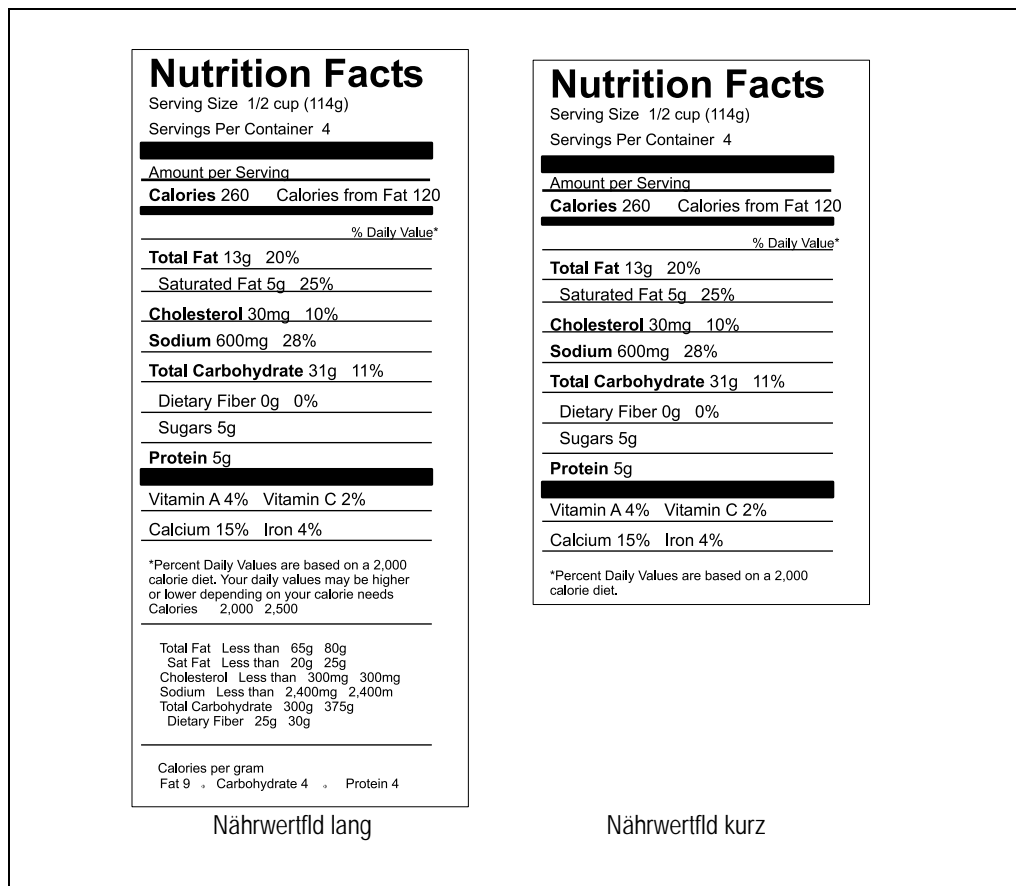 Nutrition Facts
Serving Size 1/2 cup (114g)
Servings Per Container 4
Amount per Serving
Calories 260 Calories from Fat 120
% Daily Value*
Total Fat 13g 20%
Saturated Fat 5g 25%
Cholesterol 30mg 10%
Sodium 600mg 28%
Total Carbohydrate 31g 11%
Dietary Fiber 0g 0%
Sugars 5g
Protein 5g
Vitamin A 4% Vitamin C 2%
Calcium 15% Iron 4%
*Percent Daily Values are based on a 2,000
calorie diet. Your daily values may be higher
or lower depending on your calorie needs
Calories 2,000 2,500
Total Fat Less than 65g 80g
Sat Fat Less than 20g 25g
Cholesterol Less than 300mg 300mg
Sodium Less than 2,400mg 2,400m
Total Carbohydrate 300g 375g
Dietary Fiber 25g 30g
Calories per gram
Fat 9 Carbohydrate 4 Protein 4
Nährwertfld lang
Nutrition Facts
Serving Size 1/2 cup (114g)
Servings Per Container 4
Amount per Serving
Calories 260 Calories from Fat 120
% Daily Value*
Total Fat 13g 20%
Saturated Fat 5g 25%
Cholesterol 30mg 10%
Sodium 600mg 28%
Total Carbohydrate 31g 11%
Dietary Fiber 0g 0%
Sugars 5g
Protein 5g
Vitamin A 4% Vitamin C 2%
Calcium 15% Iron 4%
*Percent Daily Values are based on a 2,000
calorie diet.
Nährwertfld kurz